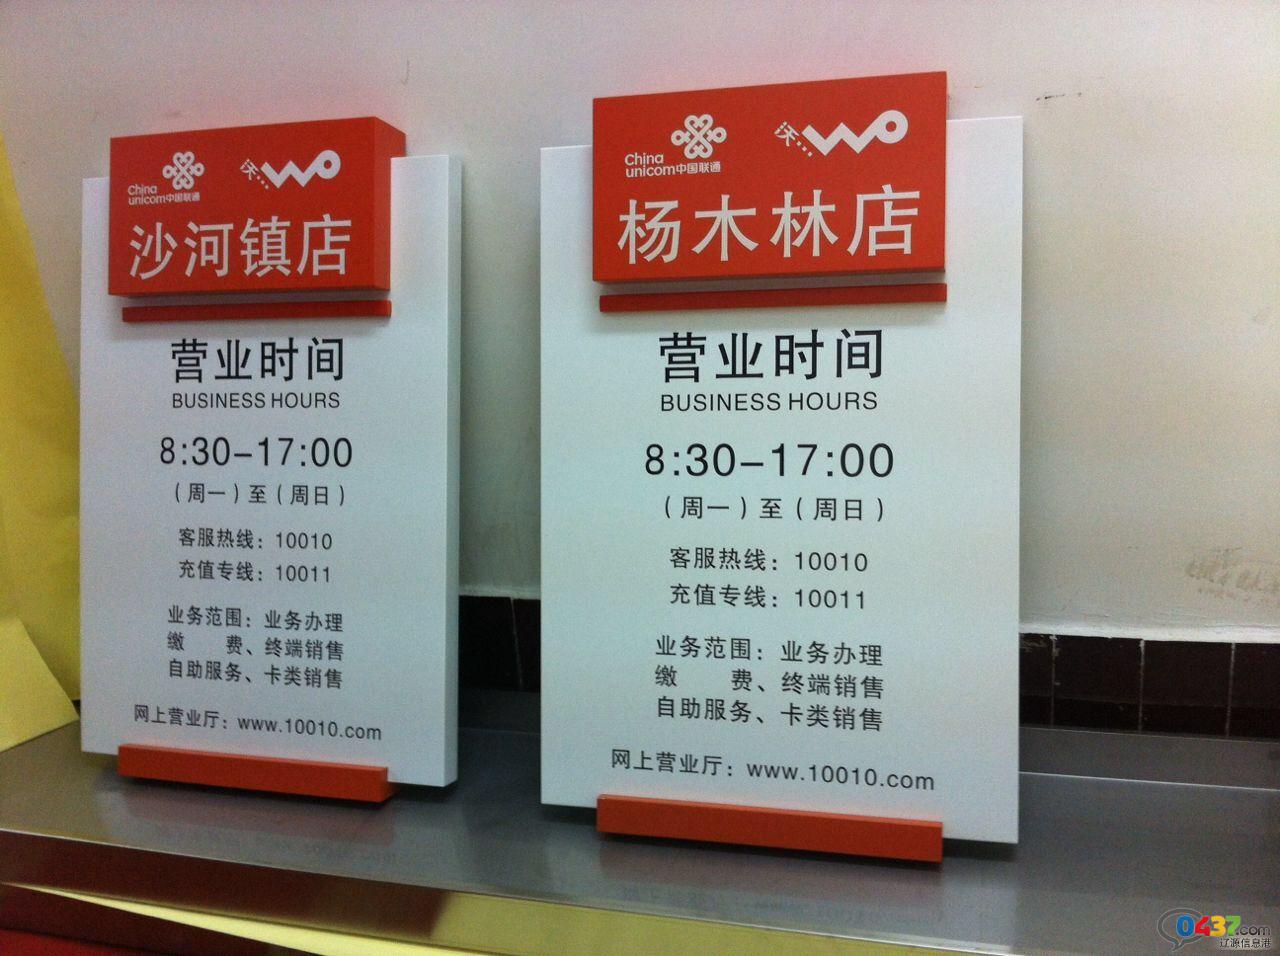 China
unicom中国联通
沃...WO
沙河镇店
营业时间
BUSINESS HOURS
8:30-17:00
（周一）至（周日）
客服热线：10010
充值专线：10011
业务范围：业务办理
缴 费、终端销售
自助服务、卡类销售
网上营业厅：www.10010.com
China
unicom中国联通
沃...WO
杨木林店
营业时间
BUSINESS HOURS
8:30-17:00
（周一）至（周日）
客服热线：10010
充值专线：10011
业务范围：业务办理
缴 费、终端销售
自助服务、卡类销售
网上营业厅：www.10010.com
0437.com
辽源信息港